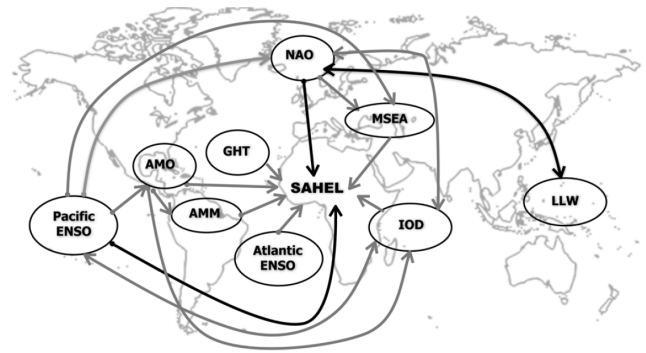 NAO
MSEA
GHT
AMO
SAHEL
LLW
Pacific
ENSO
AMM
IOD
Atlantic
ENSO